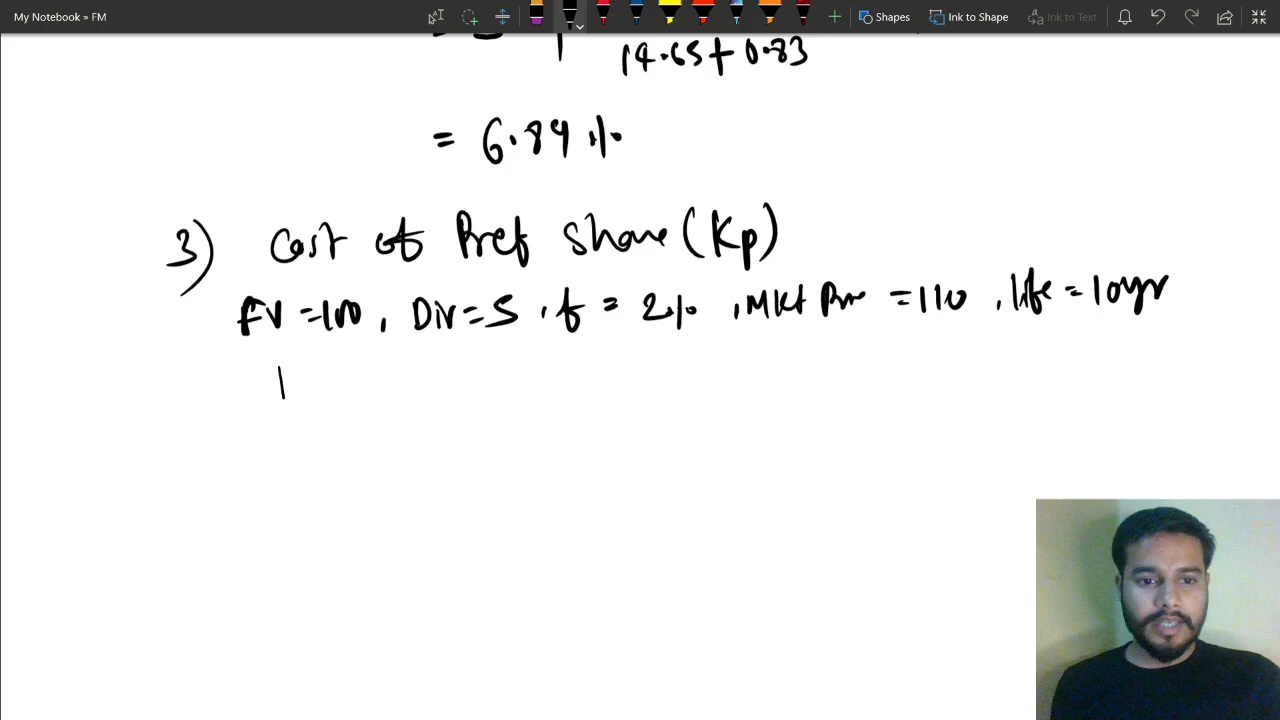 My Notebook » FM
Shapes
Ink to Shape
Ink to Text
14.65 + 0.83
= 6.89 %
3) Cost of Pref Share (Kp)
FV = 100, Div = 5, f = 2%, Mkt Price = 110, life = 10yr